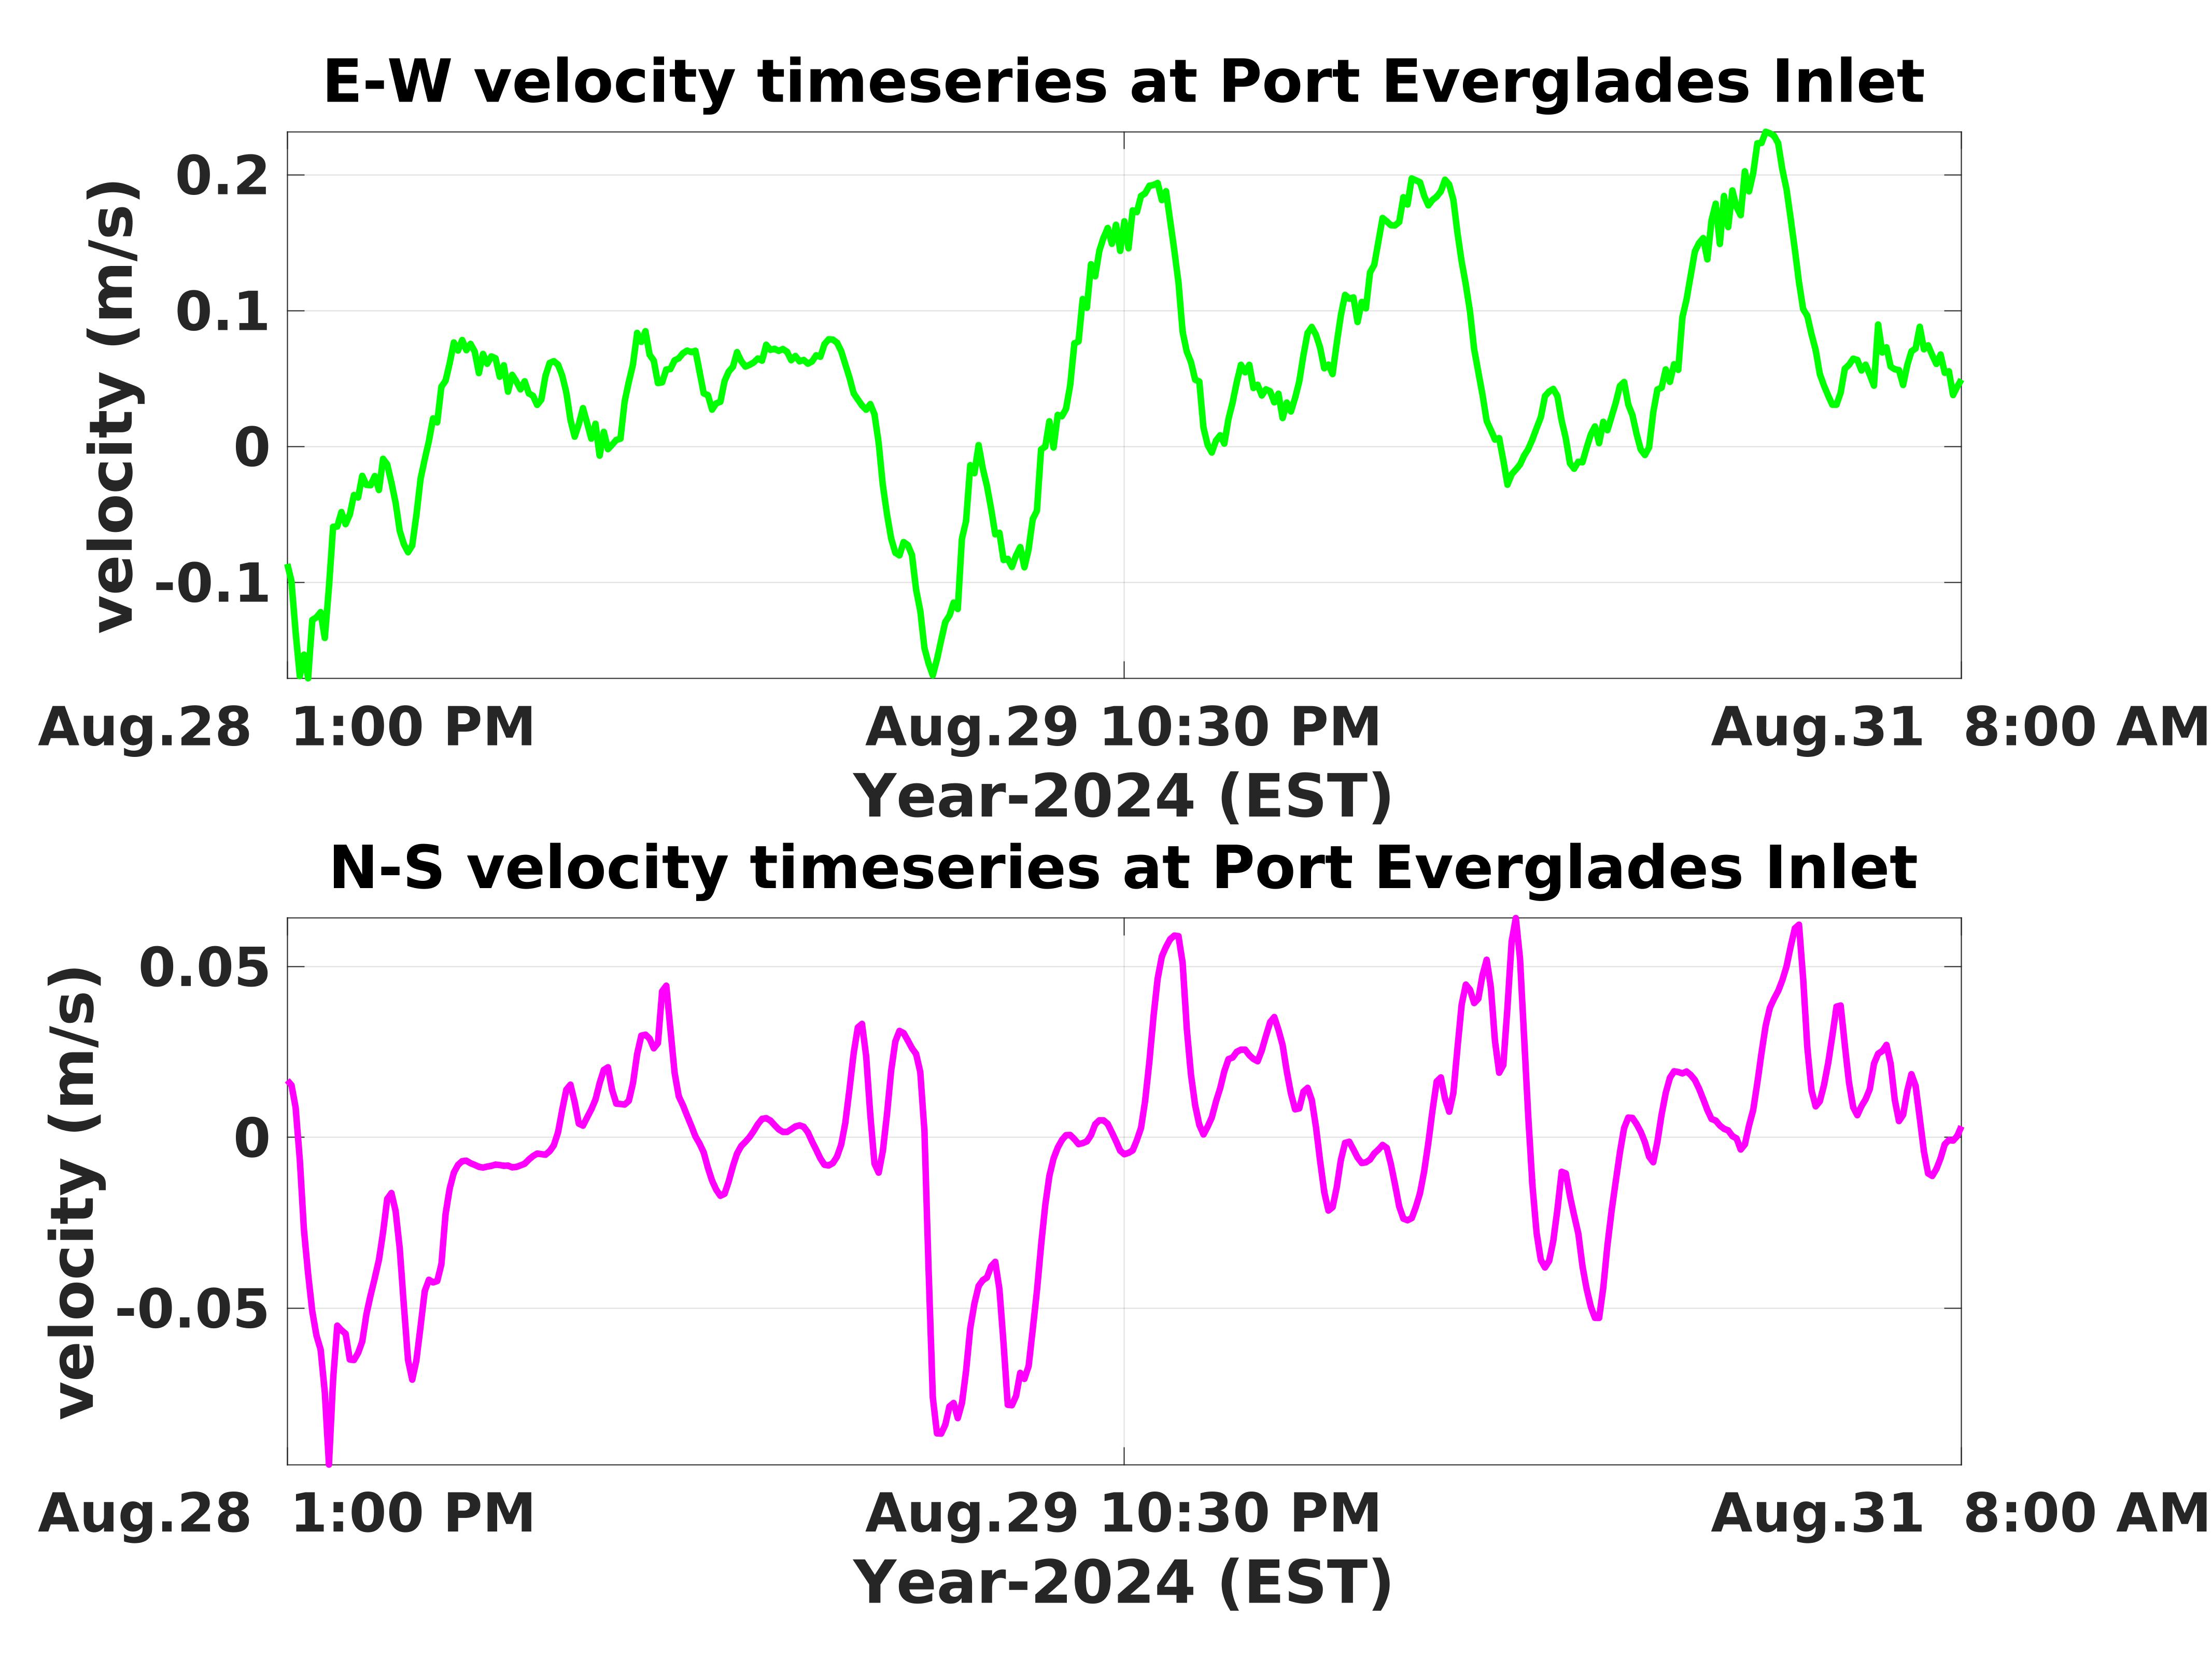 E-W velocity timeseries at Port Everglades Inlet
velocity (m/s)
0.2
0.1
0
-0.1
Aug.28 1:00 PM Aug.29 10:30 PM Aug.31 8:00 AM
Year-2024 (EST)
N-S velocity timeseries at Port Everglades Inlet
velocity (m/s)
0.05
0
-0.05
Aug.28 1:00 PM Aug.29 10:30 PM Aug.31 8:00 AM
Year-2024 (EST)